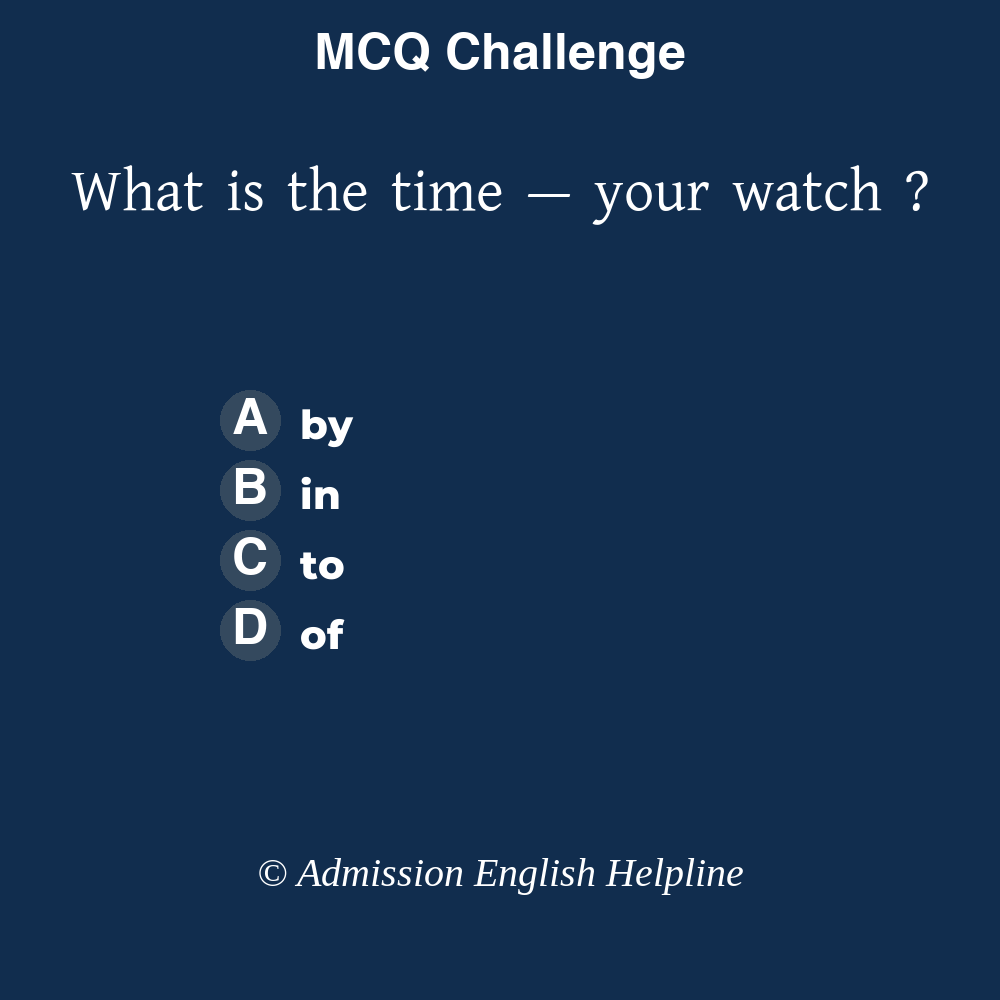 MCQ Challenge
What is the time — your watch ?
A by
B in
C to
D of
© Admission English Helpline